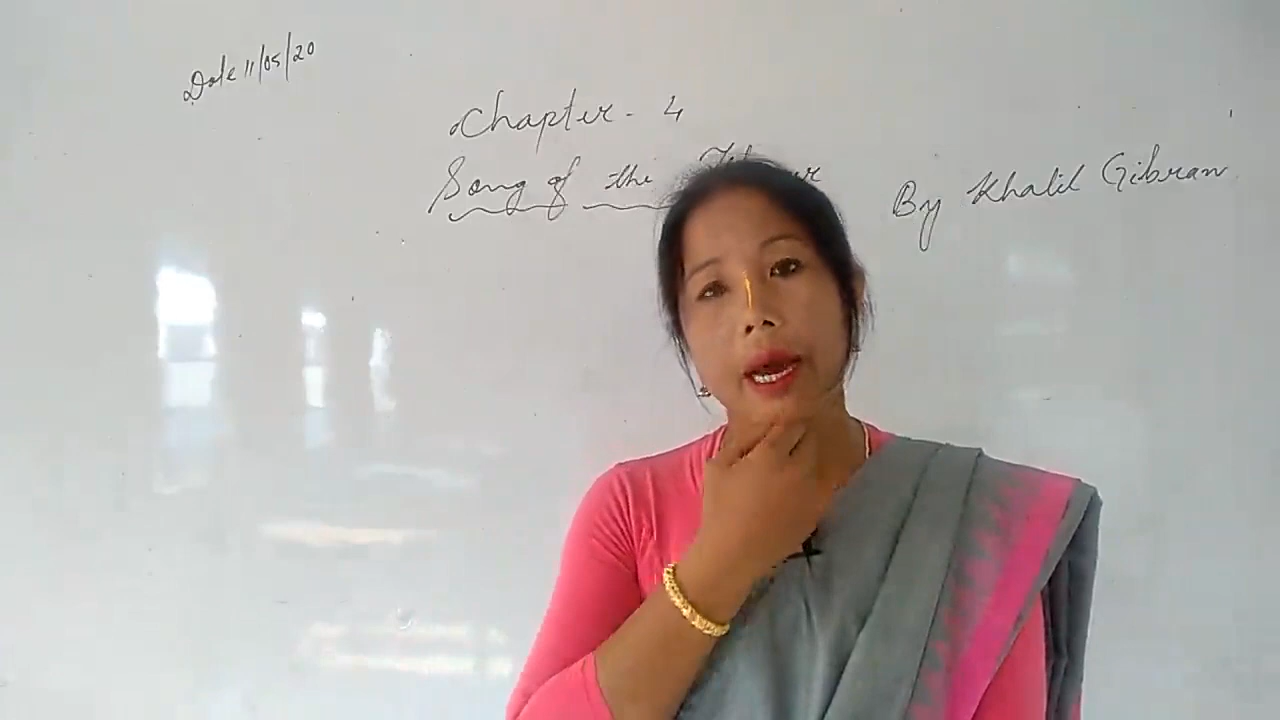 Date 11/05/20
Chapter - 4
Song of the
By Khalil Gibran